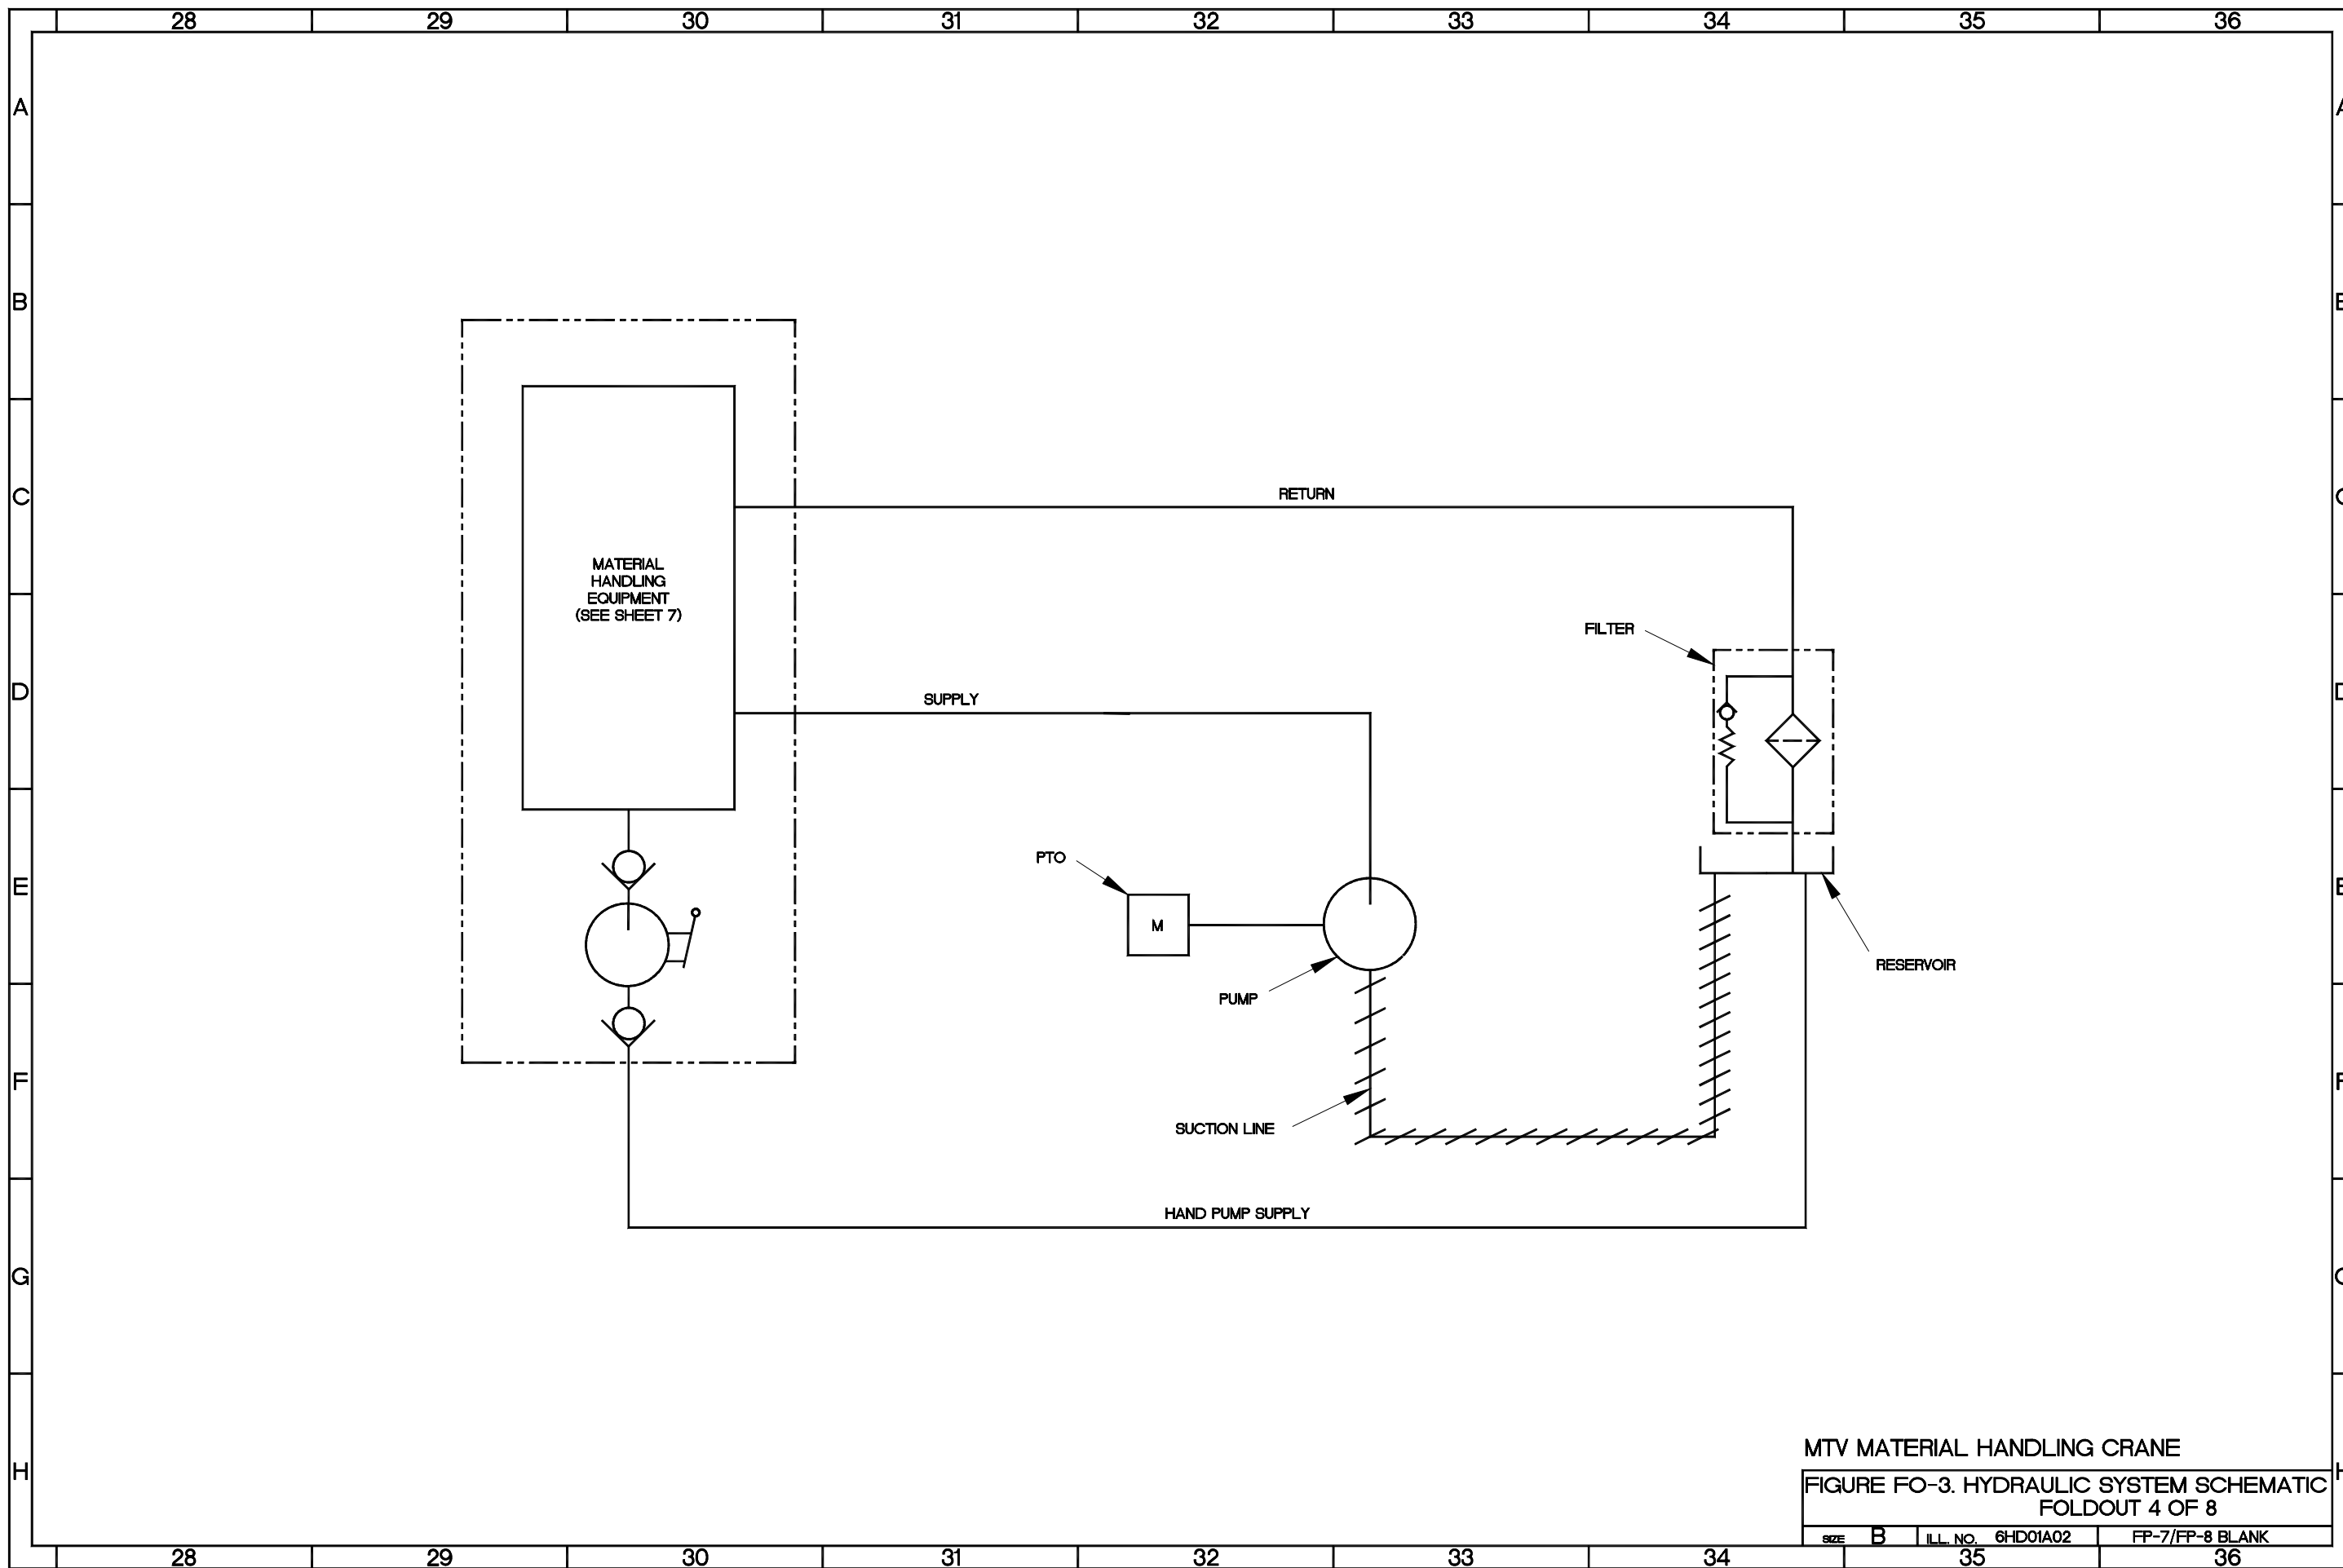 28 29 30 31 32 33 34 35 36
A A
B B
C C
RETURN
MATERIAL
HANDLING
EQUIPMENT
(SEE SHEET 7)
FILTER
D D
SUPPLY
PTO
E E
M
RESERVOIR
PUMP
F F
SUCTION LINE
HAND PUMP SUPPLY
G G
MTV MATERIAL HANDLING CRANE
H H
FIGURE FO-3. HYDRAULIC SYSTEM SCHEMATIC
FOLDOUT 4 OF 8
SIZE B ILL. NO. 6HD01A02 FP-7/FP-8 BLANK
28 29 30 31 32 33 34 35 36